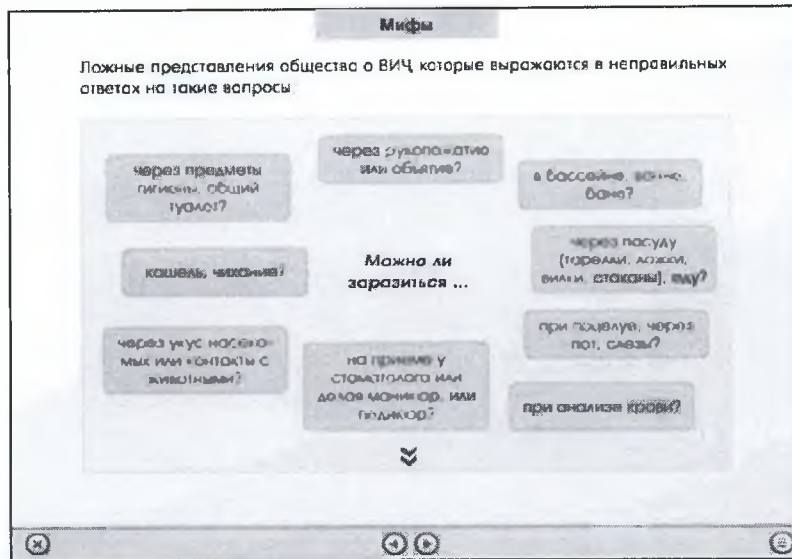 Мифы
Ложные представления общества о ВИЧ, которые выражаются в неправильных
ответах на такие вопросы
через рукопожатие
или объятие?
через предметы
гигиены, общий
туалет?
в бассейне, ванне,
бане?
кашель, чихание?
Можно ли
заразиться ...
через посуду
(тарелки, ложки,
вилки, стаканы), еду?
через укус насеко-
мых или контакты с
животными?
на приеме у
стоматолога или
делая маникюр, или
педикюр?
при поцелуе, через
пот, слезы?
при анализе крови?